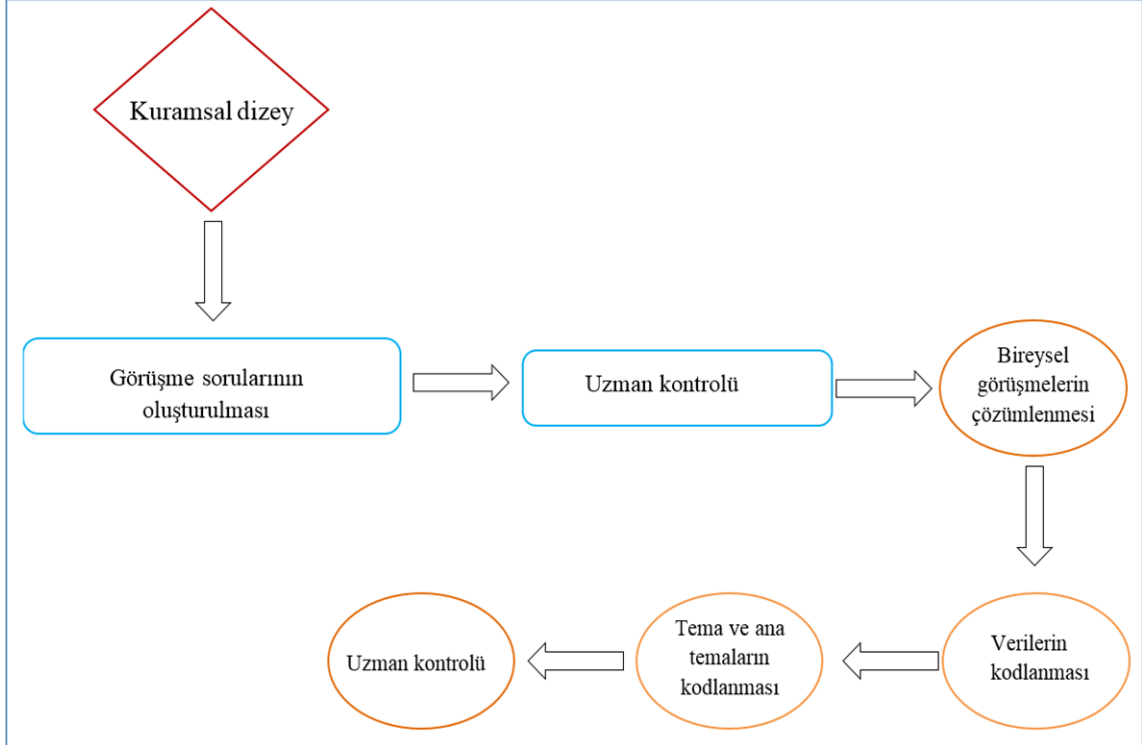 Kuramsal dizey
Görüşme sorularının
oluşturulması
Uzman kontrolü
Bireysel
görüşmelerin
çözümlenmesi
Verilerin
kodlanması
Tema ve ana
temaların
kodlanması
Uzman kontrolü